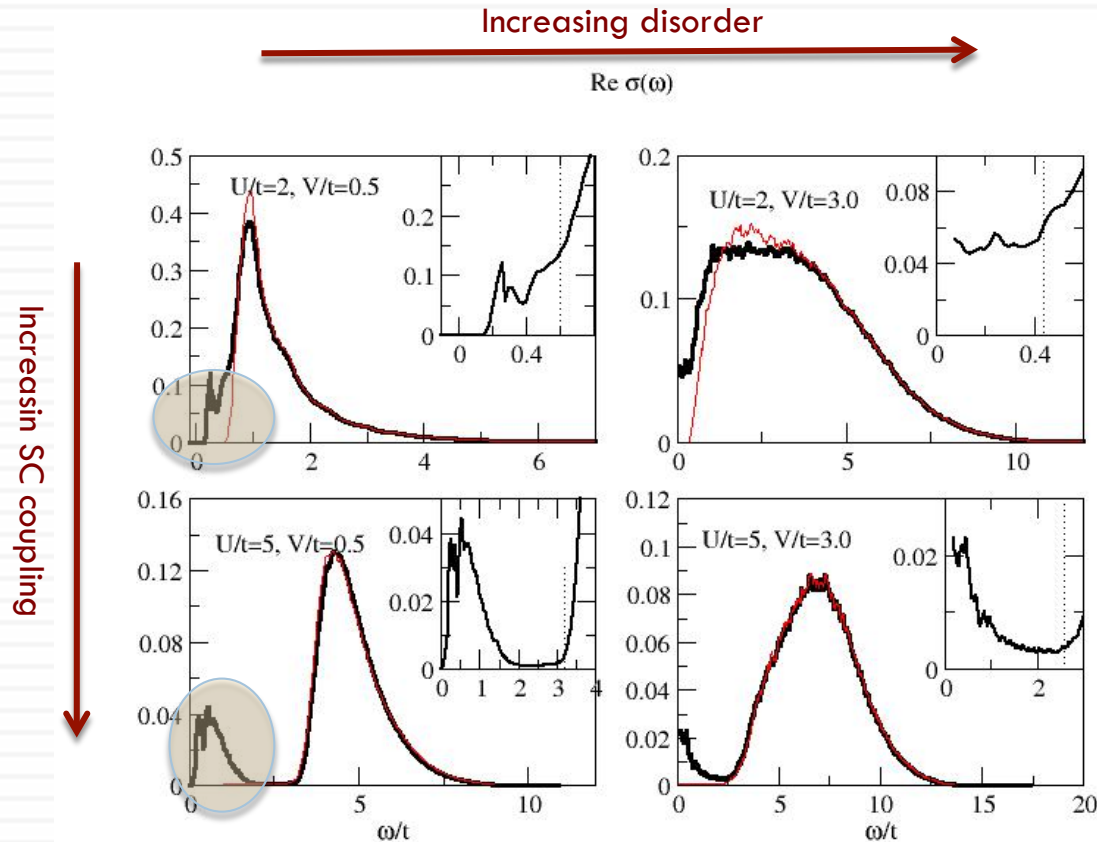 Increasing disorder
Re σ(ω)
Increasin SC coupling
U/t=2, V/t=0.5
0.5
0.4
0.3
0.2
0.1
0
0 2 4 6
0.2
0.1
0
0 0.4
U/t=2, V/t=3.0
0.2
0.1
0
0 5 10
0.08
0.04
0
0 0.4
U/t=5, V/t=0.5
0.16
0.12
0.08
0.04
0
0 5 10
ω/t
0.04
0.02
0
0 1 2 3 4
U/t=5, V/t=3.0
0.12
0.1
0.08
0.06
0.04
0.02
0
0 5 10 15 20
ω/t
0.02
0
0 2